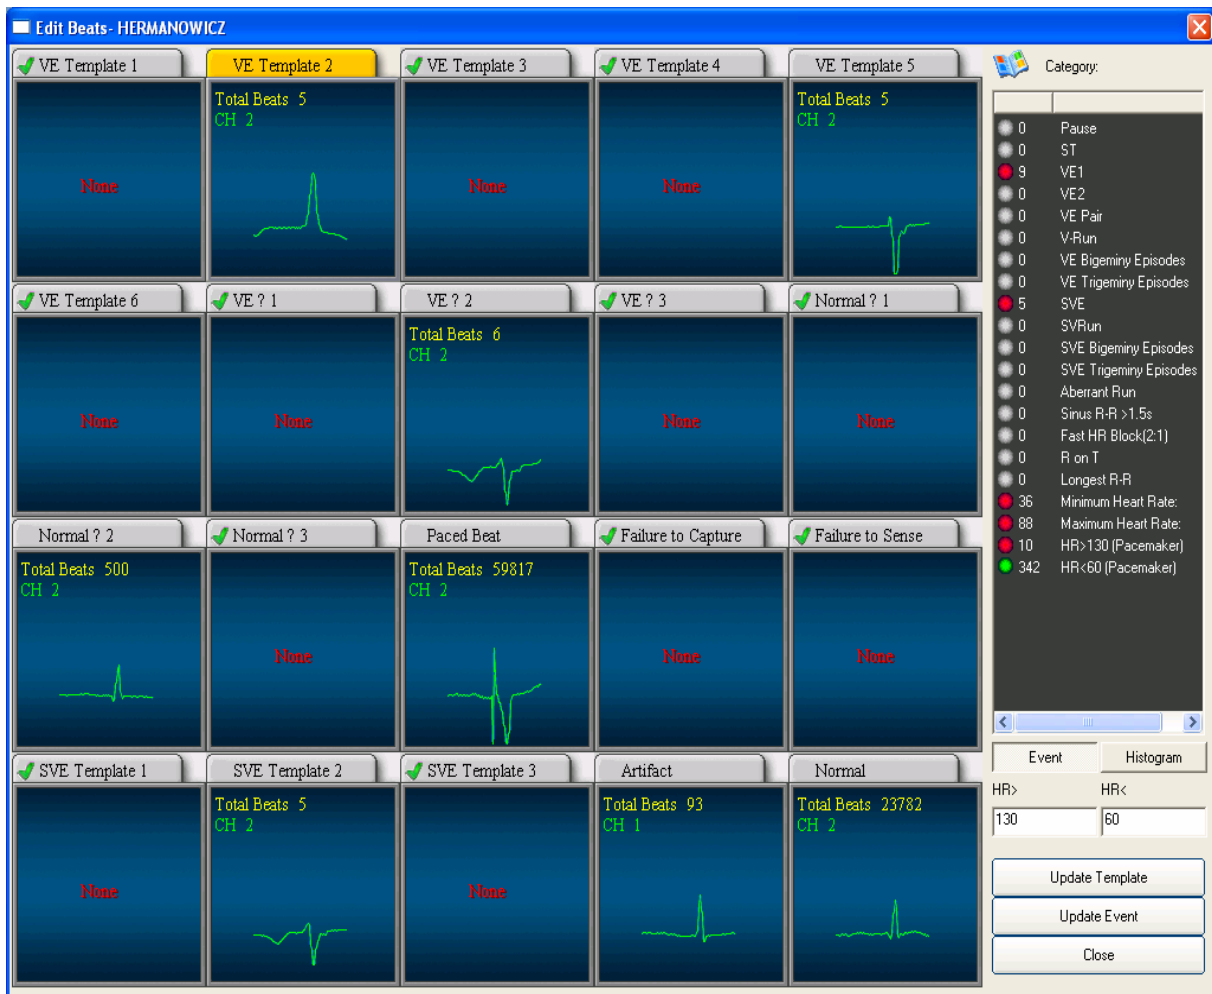 Edit Beats- HERMANOWICZ
VE Template 1
None
VE Template 2
Total Beats 5
CH 2
VE Template 3
None
VE Template 4
None
VE Template 5
Total Beats 5
CH 2
VE Template 6
None
VE ? 1
None
VE ? 2
Total Beats 6
CH 2
VE ? 3
None
Normal ? 1
None
Normal ? 2
Total Beats 500
CH 2
Normal ? 3
None
Paced Beat
Total Beats 59817
CH 2
Failure to Capture
None
Failure to Sense
None
SVE Template 1
None
SVE Template 2
Total Beats 5
CH 2
SVE Template 3
None
Artifact
Total Beats 93
CH 1
Normal
Total Beats 23782
CH 2
Category:
0 Pause
0 ST
9 VE1
0 VE2
0 VE Pair
0 V-Run
0 VE Bigeminy Episodes
0 VE Trigeminy Episodes
5 SVE
0 SVRun
0 SVE Bigeminy Episodes
0 SVE Trigeminy Episodes
0 Aberrant Run
0 Sinus R-R >1.5s
0 Fast HR Block(2:1)
0 R on T
0 Longest R-R
36 Minimum Heart Rate:
88 Maximum Heart Rate:
10 HR>130 (Pacemaker)
342 HR<60 (Pacemaker)
Event Histogram
HR> HR<
130 60
Update Template
Update Event
Close